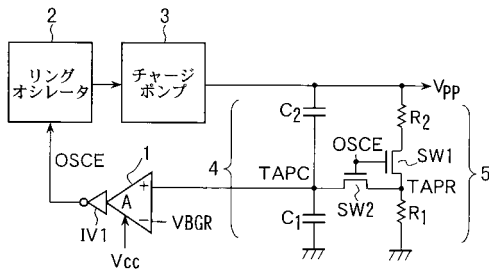 2
3
リング
オシレータ
チャージ
ポンプ
VPP
C2
R2
OSCE
4
OSCE
SW1
5
1
TAPC
TAPR
SW2
+
A
C1
R1
IV1
VBGR
−
Vcc